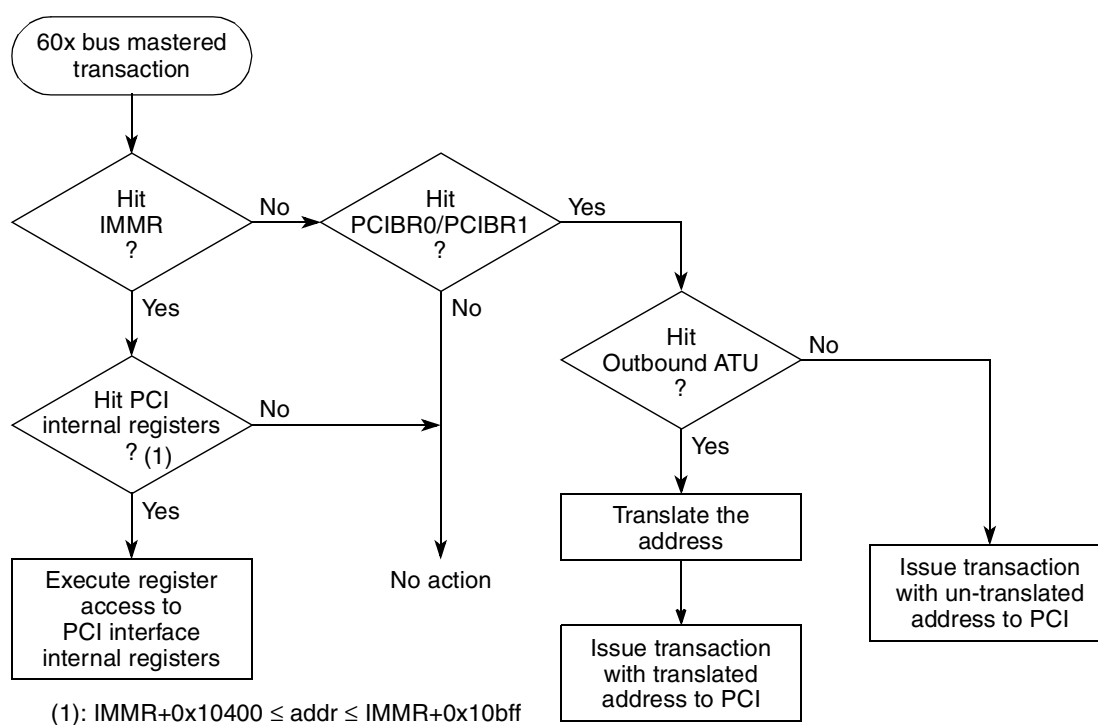 60x bus mastered
transaction
Hit
IMMR
?
No
Yes
Hit
PCIBR0/PCIBR1
?
Yes
No
Hit
Outbound ATU
?
No
Yes
Hit PCI
internal registers
? (1)
No
Yes
Translate the
address
Execute register
access to
PCI interface
internal registers
No action
Issue transaction
with translated
address to PCI
Issue transaction
with un-translated
address to PCI
(1): IMMR+0x10400 ≤ addr ≤ IMMR+0x10bff